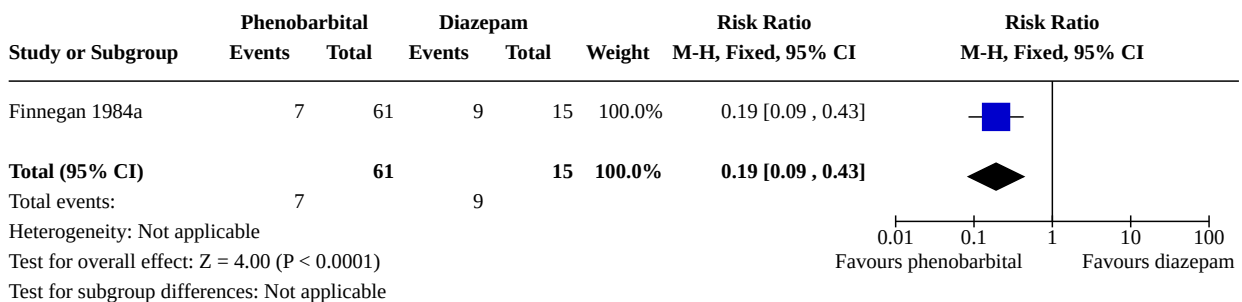 Phenobarbital Diazepam Risk Ratio Risk Ratio
Study or Subgroup Events Total Events Total Weight M-H, Fixed, 95% CI M-H, Fixed, 95% CI
Finnegan 1984a 7 61 9 15 100.0% 0.19 [0.09 , 0.43]
Total (95% CI) 61 15 100.0% 0.19 [0.09 , 0.43]
Total events: 7 9
Heterogeneity: Not applicable 0.01 0.1 1 10 100
Test for overall effect: Z = 4.00 (P < 0.0001) Favours phenobarbital Favours diazepam
Test for subgroup differences: Not applicable